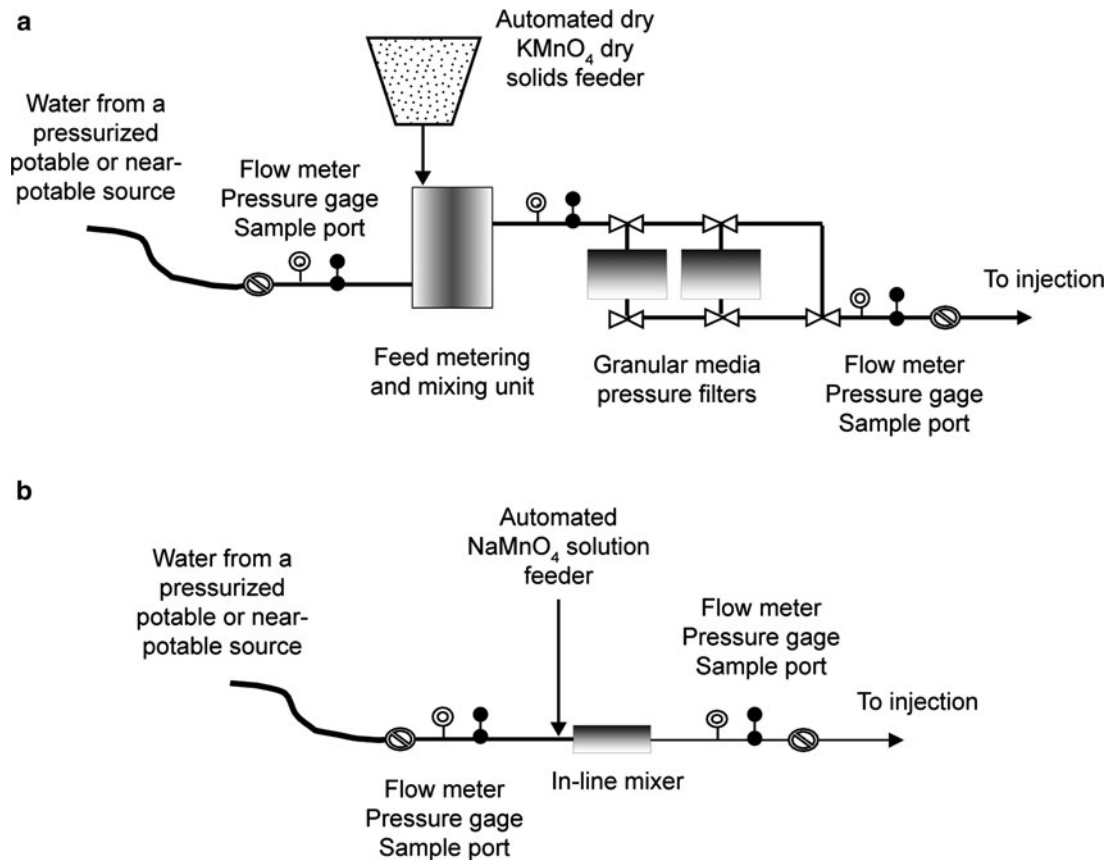 a
Automated dry
KMnO4 dry
solids feeder
Water from a
pressurized
potable or near-
potable source
Flow meter
Pressure gage
Sample port
Feed metering
and mixing unit
Granular media
pressure filters
To injection
Flow meter
Pressure gage
Sample port
b
Automated
NaMnO4 solution
feeder
Water from a
pressurized
potable or near-
potable source
Flow meter
Pressure gage
Sample port
In-line mixer
Flow meter
Pressure gage
Sample port
To injection